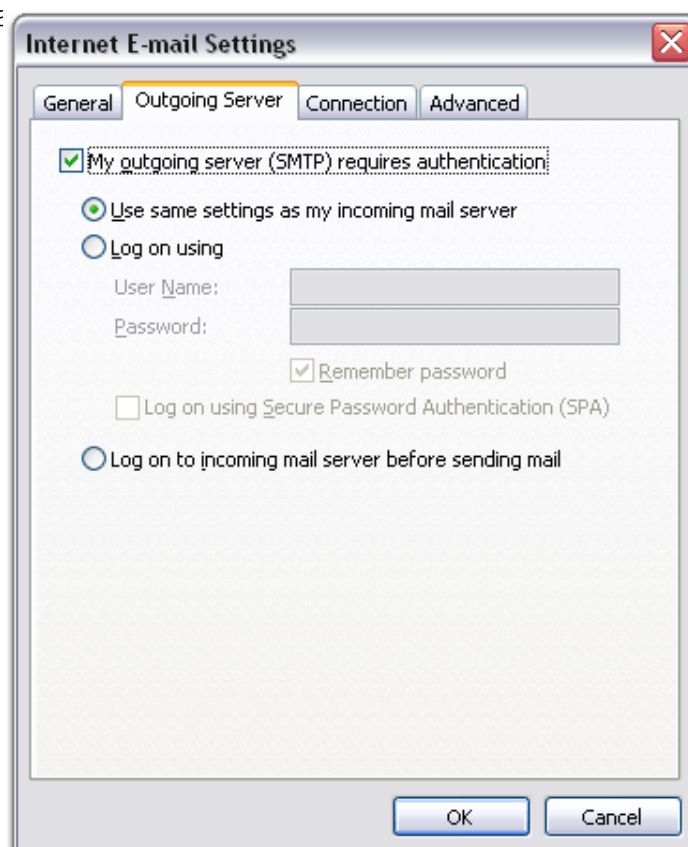 Internet E-mail Settings
General Outgoing Server Connection Advanced
My outgoing server (SMTP) requires authentication
Use same settings as my incoming mail server
Log on using
User Name:
Password:
Remember password
Log on using Secure Password Authentication (SPA)
Log on to incoming mail server before sending mail
OK Cancel